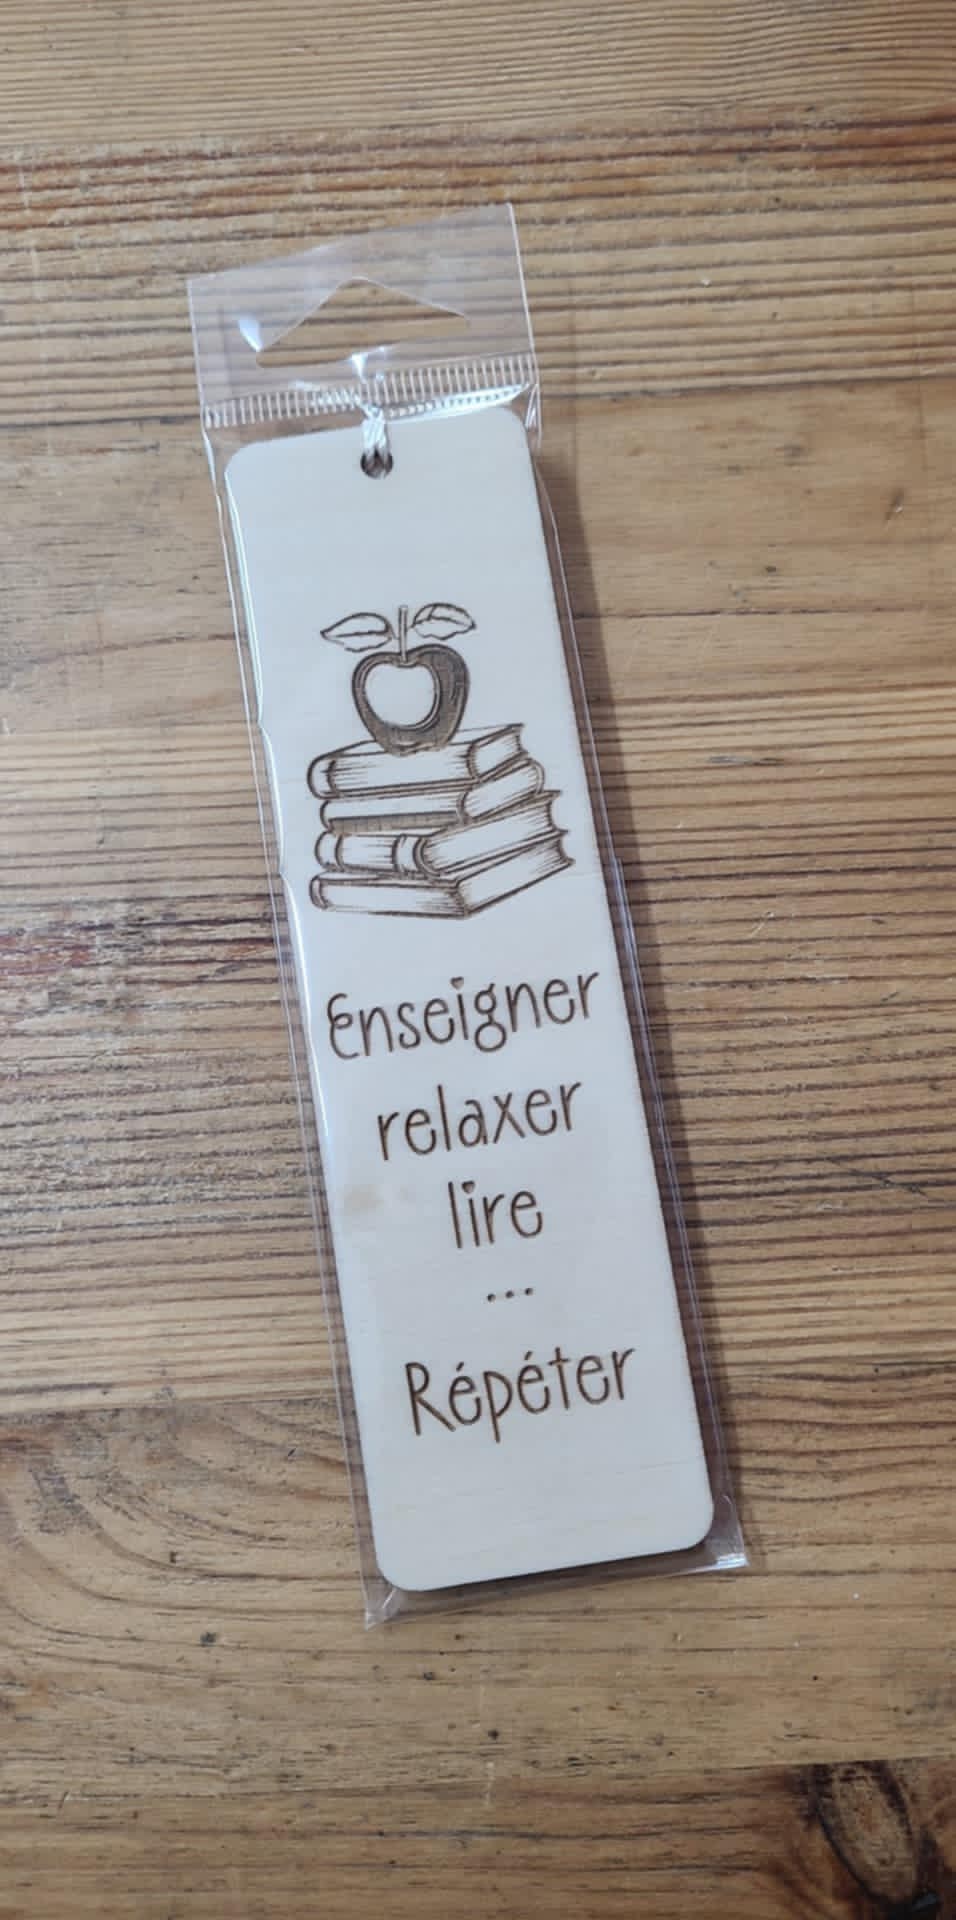 Enseigner
relaxer
lire
...
Répéter